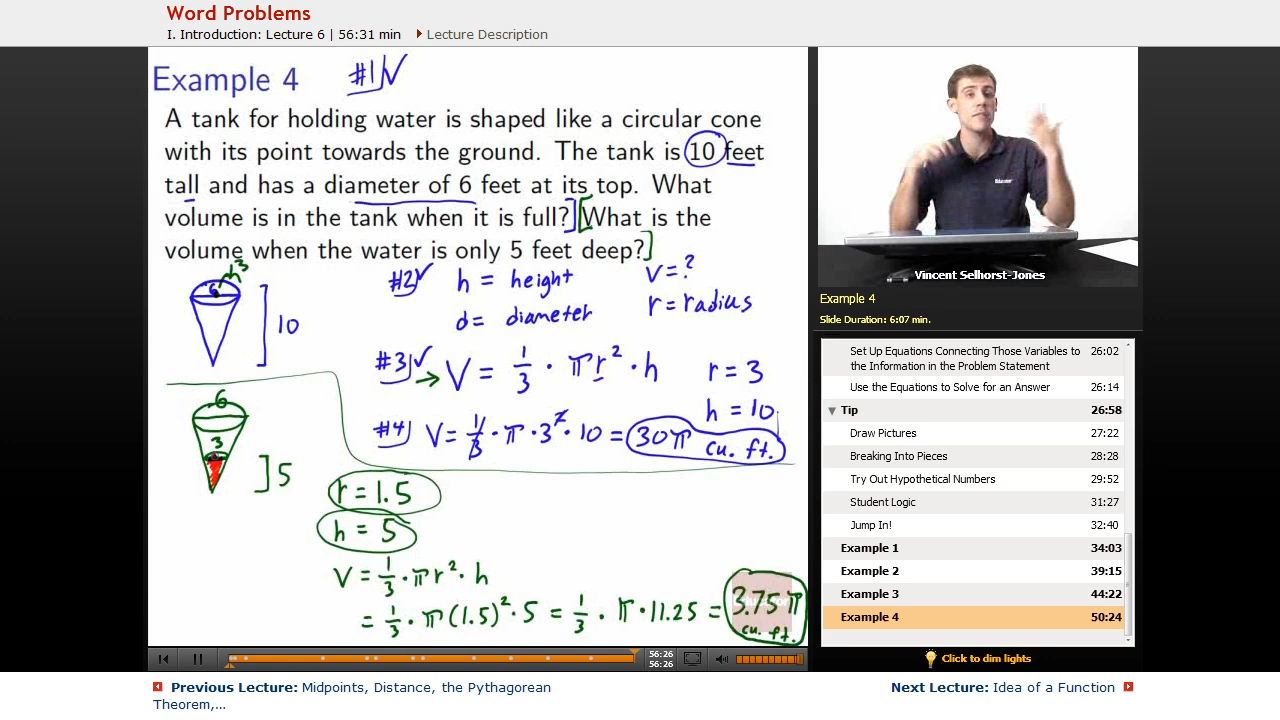 Word Problems
I. Introduction: Lecture 6 | 56:31 min
Lecture Description
Example 4 #1 ✓
A tank for holding water is shaped like a circular cone
with its point towards the ground. The tank is 10 feet
tall and has a diameter of 6 feet at its top. What
volume is in the tank when it is full?] [What is the
volume when the water is only 5 feet deep?]
3
6
10
#2 ✓ h = height V = ?
d = diameter r = radius
#3 ✓ → V = 1/3 · πr² · h r = 3
h = 10
#4 V = 1/3 · π · 3² · 10 = 30π cu. ft.
6
3
5
r = 1.5
h = 5
V = 1/3 · πr² · h
= 1/3 · π(1.5)² · 5 = 1/3 · π · 11.25 = 3.75π cu. ft.
56:26
56:26
Vincent Selhorst-Jones
Example 4
Slide Duration: 6:07 min.
Set Up Equations Connecting Those Variables to 26:02
the Information in the Problem Statement
Use the Equations to Solve for an Answer 26:14
Tip 26:58
Draw Pictures 27:22
Breaking Into Pieces 28:28
Try Out Hypothetical Numbers 29:52
Student Logic 31:27
Jump In! 32:40
Example 1 34:03
Example 2 39:15
Example 3 44:22
Example 4 50:24
Click to dim lights
Previous Lecture: Midpoints, Distance, the Pythagorean
Theorem,...
Next Lecture: Idea of a Function